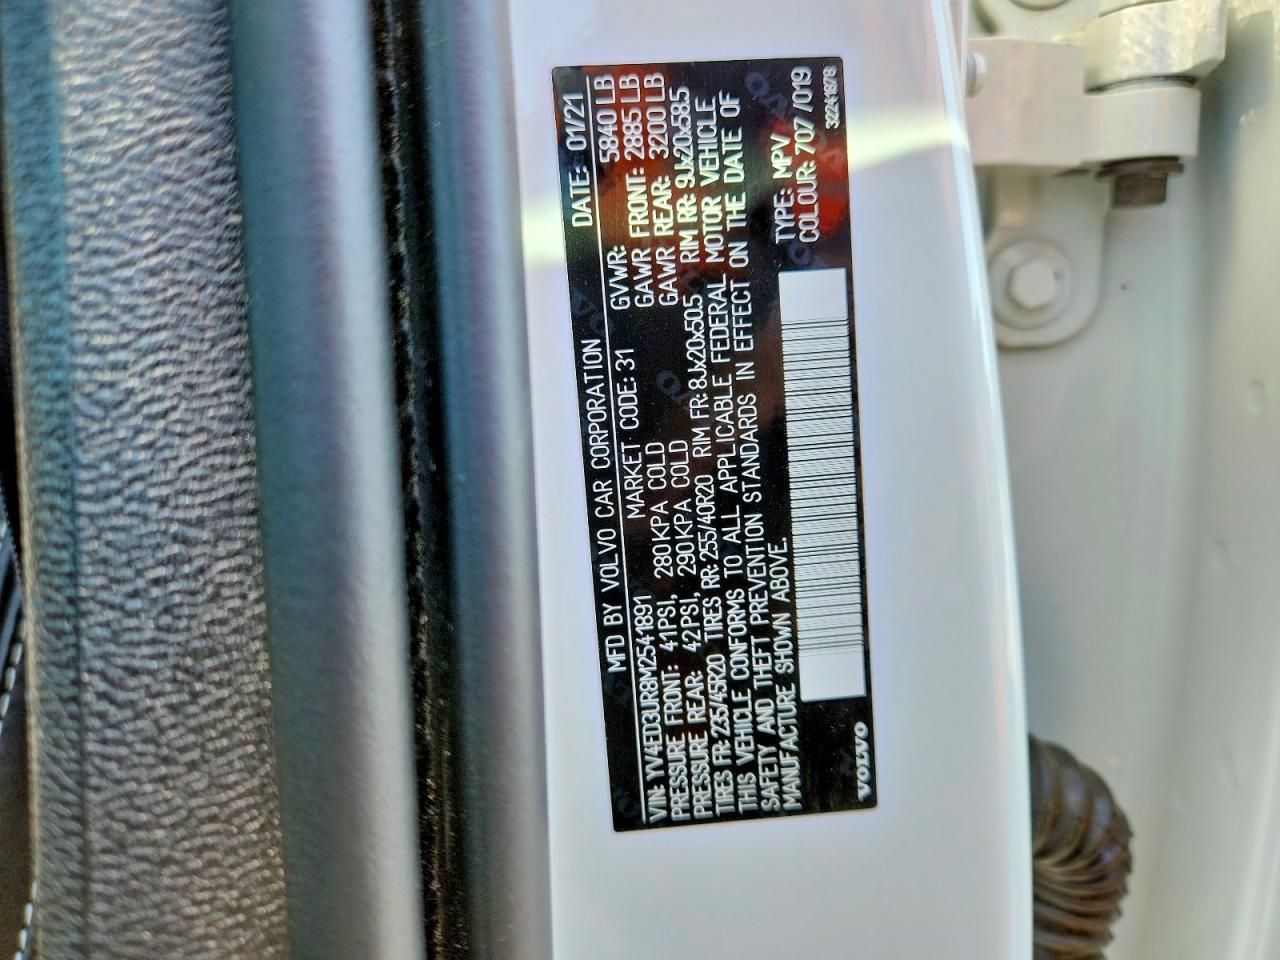 MFD BY VOLVO CAR CORPORATION DATE: 01/21
VIN: YV4ED3UR8M2541891 MARKET CODE: 31 GVWR: 5840 LB
PRESSURE FRONT: 41PSI, 280KPA COLD GAWR FRONT: 2885 LB
PRESSURE REAR: 42PSI, 290KPA COLD GAWR REAR: 3200 LB
TIRES FR: 235/45R20 TIRES RR: 255/40R20 RIM FR: 8Jx20x50.5 RIM RR: 9Jx20x58.5
THIS VEHICLE CONFORMS TO ALL APPLICABLE FEDERAL MOTOR VEHICLE
SAFETY AND THEFT PREVENTION STANDARDS IN EFFECT ON THE DATE OF
MANUFACTURE SHOWN ABOVE.
TYPE: MPV
COLOUR: 707 /019
32241878
VOLVO